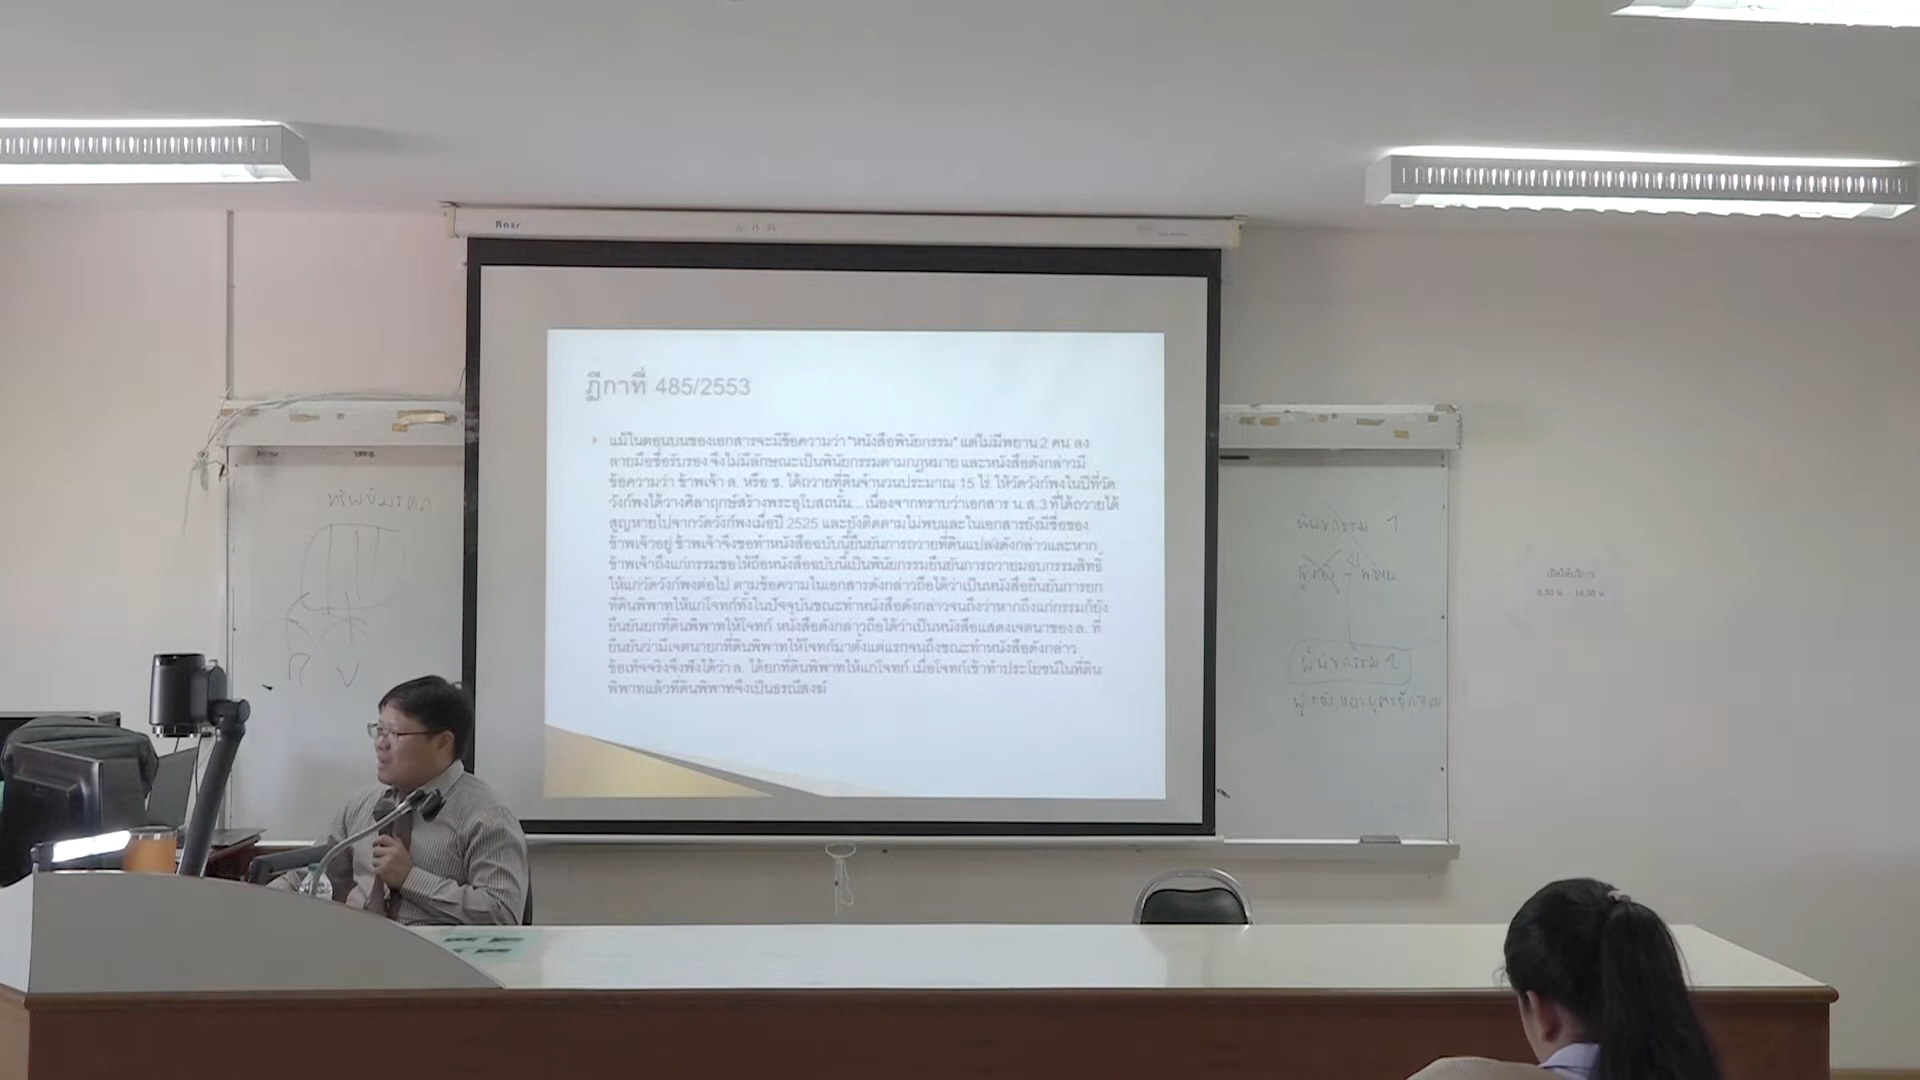 ฎีกาที่ 485/2553
แม้ในตอนบนของเอกสารจะมีข้อความว่า "หนังสือพินัยกรรม" แต่ไม่มีพยาน 2 คน ลง
ลายมือชื่อรับรอง จึงไม่มีลักษณะเป็นพินัยกรรมตามกฎหมาย และหนังสือดังกล่าวมี
ข้อความว่า ข้าพเจ้า ล. หรือ ช. ได้ถวายที่ดินจำนวนประมาณ 15 ไร่ ให้วัดวังก์พงในปีที่วัด
วังก์พงได้วางศิลาฤกษ์สร้างพระอุโบสถนั้น... เนื่องจากทราบว่าเอกสาร น.ส.3 ที่ได้ถวายได้
สูญหายไปจากวัดวังก์พงเมื่อปี 2525 และยังติดตามไม่พบและในเอกสารยังมีชื่อของ
ข้าพเจ้าอยู่ ข้าพเจ้าจึงขอทำหนังสือฉบับนี้ยืนยันการถวายที่ดินแปลงดังกล่าวและหาก
ข้าพเจ้าถึงแก่กรรมขอให้ถือหนังสือฉบับนี้เป็นพินัยกรรมยืนยันการถวายมอบกรรมสิทธิ์
ให้แก่วัดวังก์พงต่อไป ตามข้อความในเอกสารดังกล่าวถือได้ว่าเป็นหนังสือยืนยันการยก
ที่ดินพิพาทให้แก่โจทก์ทั้งในปัจจุบันขณะทำหนังสือดังกล่าวจนถึงว่าหากถึงแก่กรรมก็ยัง
ยืนยันยกที่ดินพิพาทให้โจทก์ หนังสือดังกล่าวถือได้ว่าเป็นหนังสือแสดงเจตนาของ ล. ที่
ยืนยันว่ามีเจตนายกที่ดินพิพาทให้โจทก์มาตั้งแต่แรกจนถึงขณะทำหนังสือดังกล่าว
ข้อเท็จจริงจึงฟังได้ว่า ล. ได้ยกที่ดินพิพาทให้แก่โจทก์ เมื่อโจทก์เข้าทำประโยชน์ในที่ดิน
พิพาทแล้วที่ดินพิพาทจึงเป็นธรณีสงฆ์
พินัยกรรม 1
เปิดให้บริการ
8.30 น. - 16.30 น.